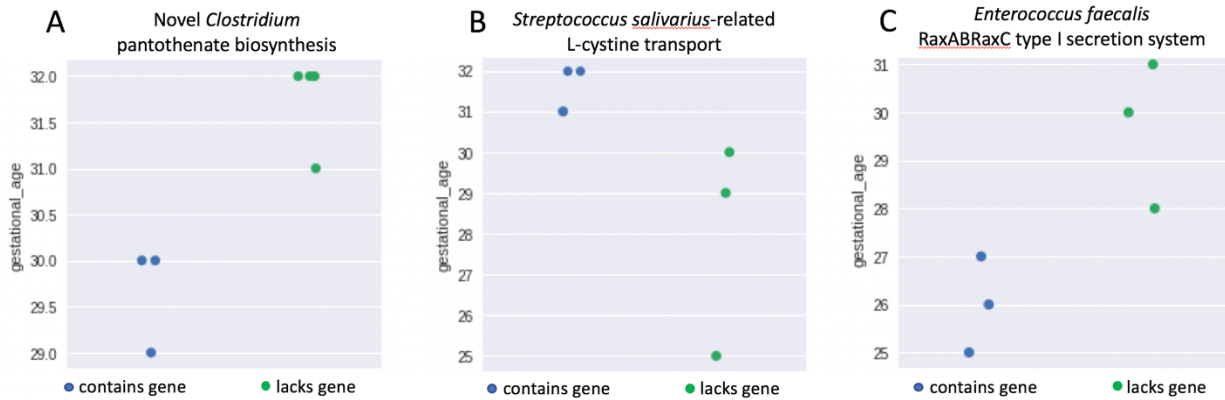 A
Novel Clostridium
pantothenate biosynthesis
gestational_age
32.0
31.5
31.0
30.5
30.0
29.5
29.0
contains gene
lacks gene
B
Streptococcus salivarius-related
L-cystine transport
gestational_age
32
31
30
29
28
27
26
25
contains gene
lacks gene
C
Enterococcus faecalis
RaxABRaxC type I secretion system
gestational_age
31
30
29
28
27
26
25
contains gene
lacks gene